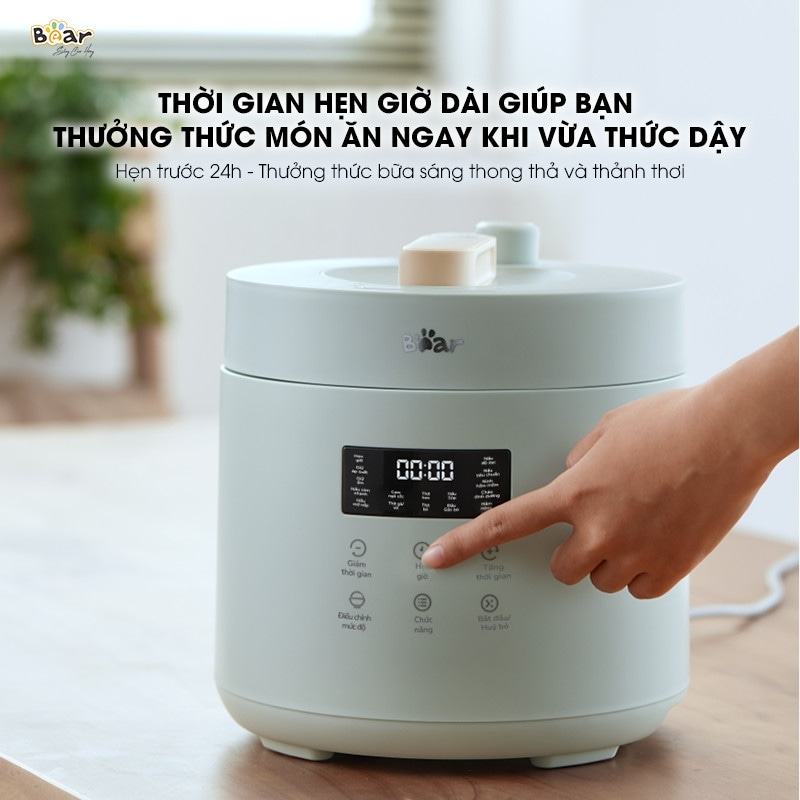 Bear
THỜI GIAN HẸN GIỜ DÀI GIÚP BẠN
THƯỞNG THỨC MÓN ĂN NGAY KHI VỪA THỨC DẬY
Hẹn trước 24h - Thưởng thức bữa sáng thong thả và thảnh thơi
Bear
00:00
Giảm
thời gian
giờ
Tăng
thời gian
Điều chỉnh
mức độ
Chức
năng
Bắt đầu/
Huỷ bỏ